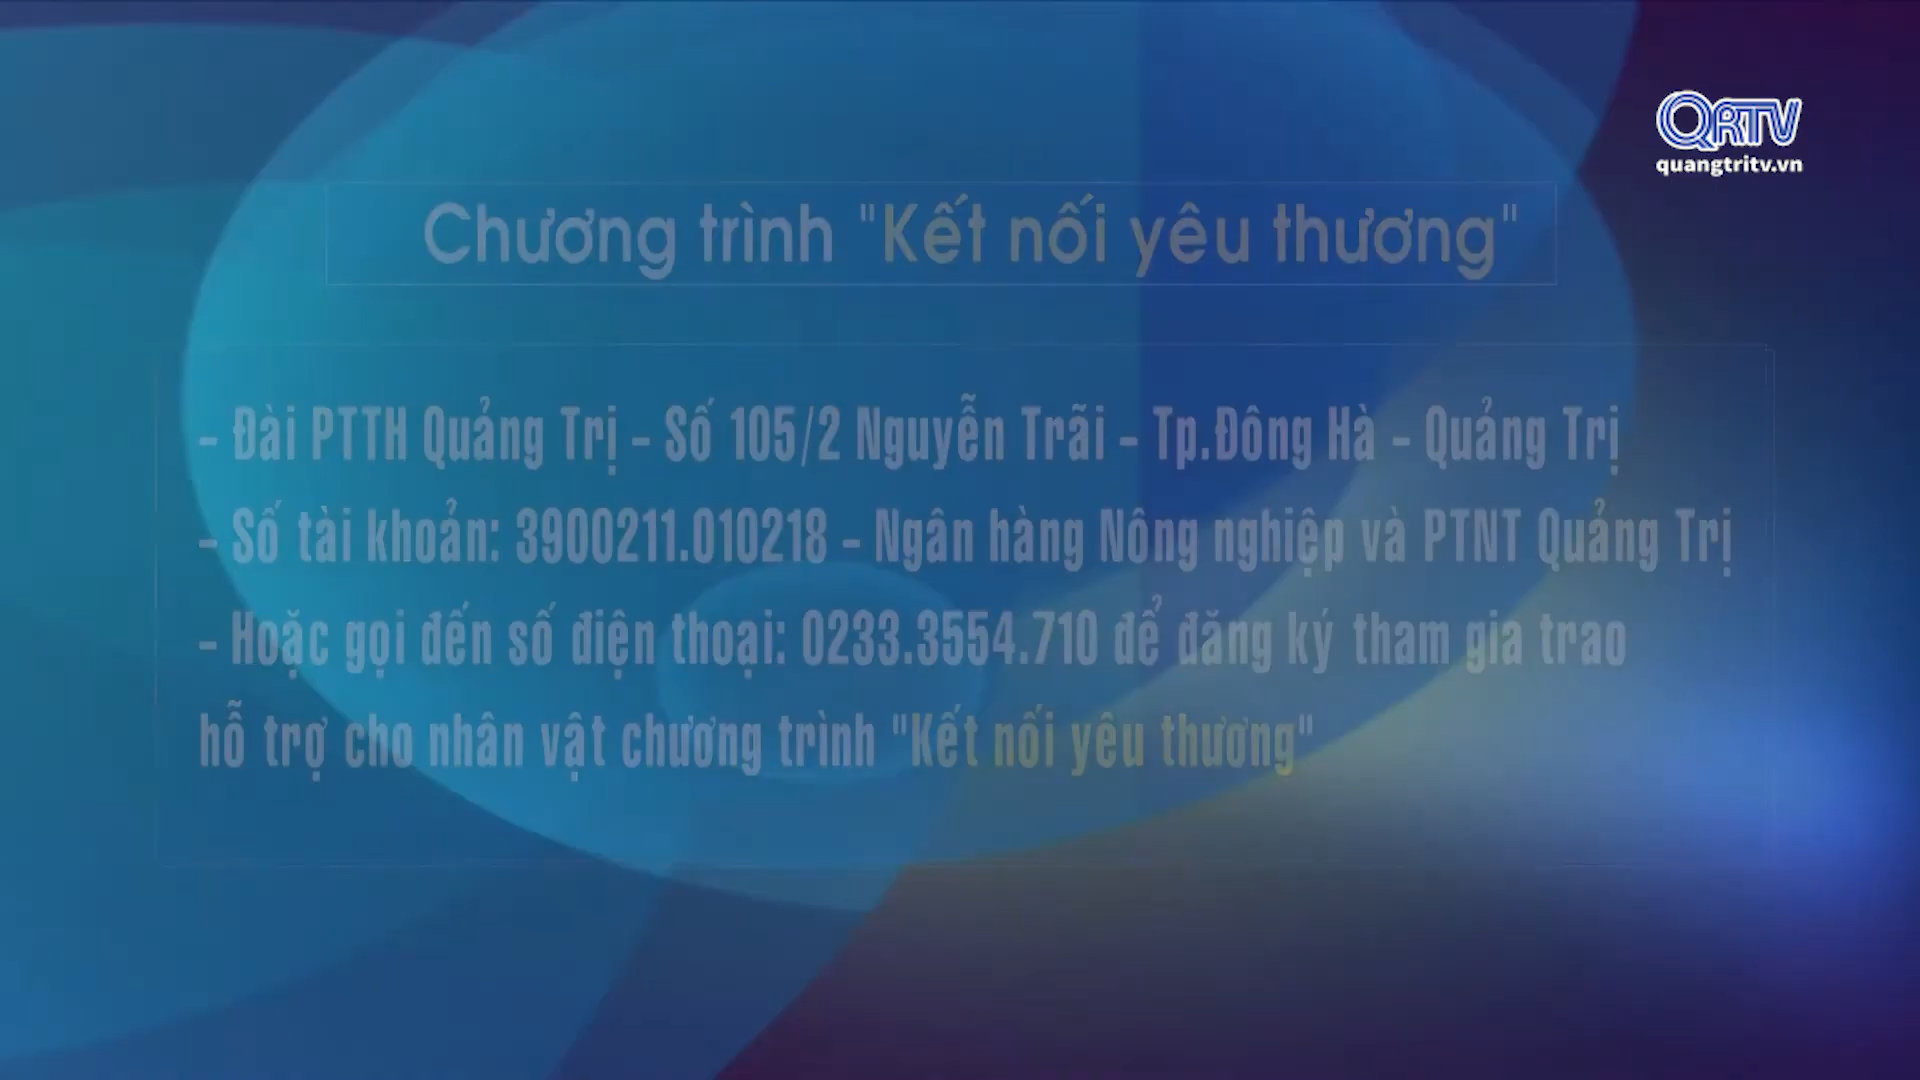 QRTV
quangtritv.vn
Chương trình "Kết nối yêu thương"
- Đài PTTH Quảng Trị - Số 105/2 Nguyễn Trãi - Tp.Đông Hà - Quảng Trị
- Số tài khoản: 3900211.010218 - Ngân hàng Nông nghiệp và PTNT Quảng Trị
- Hoặc gọi đến số điện thoại: 0233.3554.710 để đăng ký tham gia trao
hỗ trợ cho nhân vật chương trình "Kết nối yêu thương"